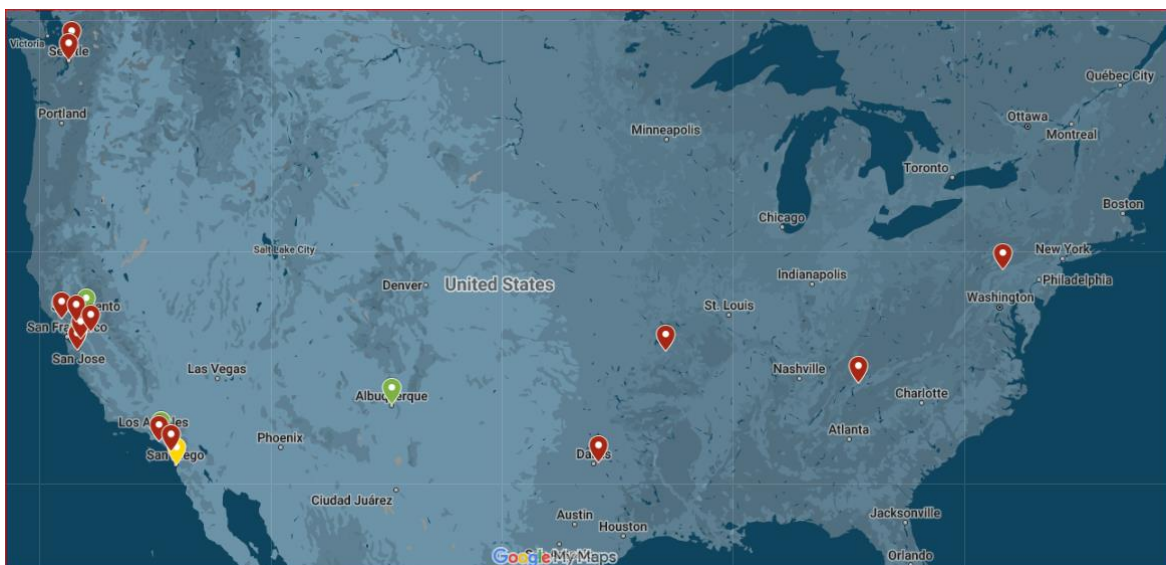 Victoria
Seattle
Portland
Minneapolis
Québec City
Ottawa
Montreal
Toronto
Boston
Chicago
Salt Lake City
New York
Indianapolis
Denver
United States
Philadelphia
Washington
St. Louis
San Francisco
San Jose
Las Vegas
Nashville
Albuquerque
Charlotte
Los Angeles
Phoenix
Atlanta
San Diego
Dallas
Ciudad Juárez
Austin
Houston
Jacksonville
Orlando
Google My Maps